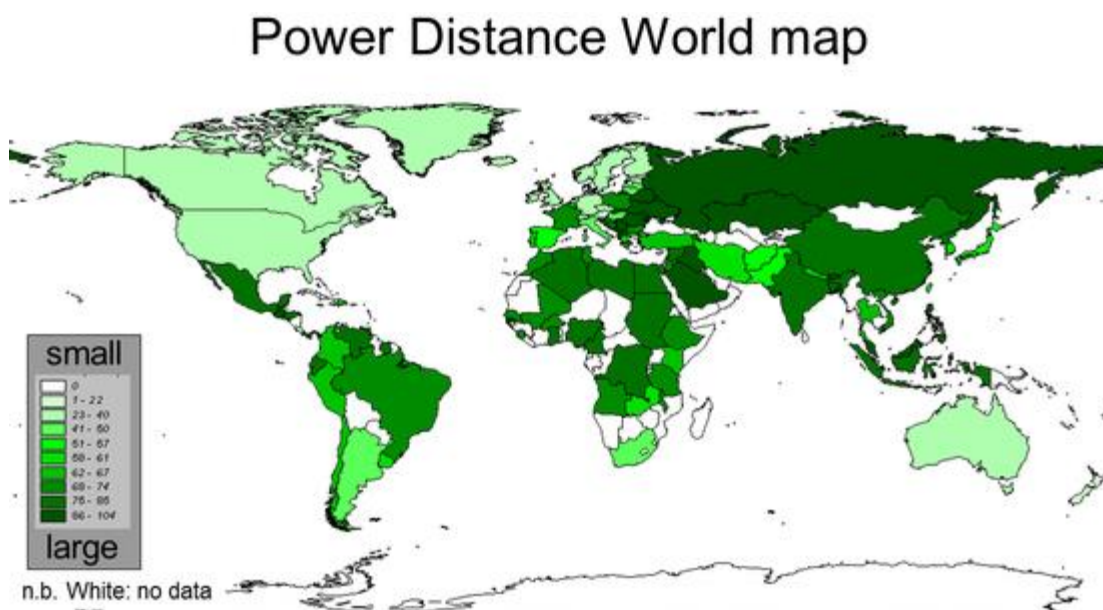 Power Distance World map
small
0
1 - 22
23 - 40
41 - 50
51 - 57
58 - 61
62 - 67
68 - 74
75 - 85
86 - 104
large
n.b. White: no data